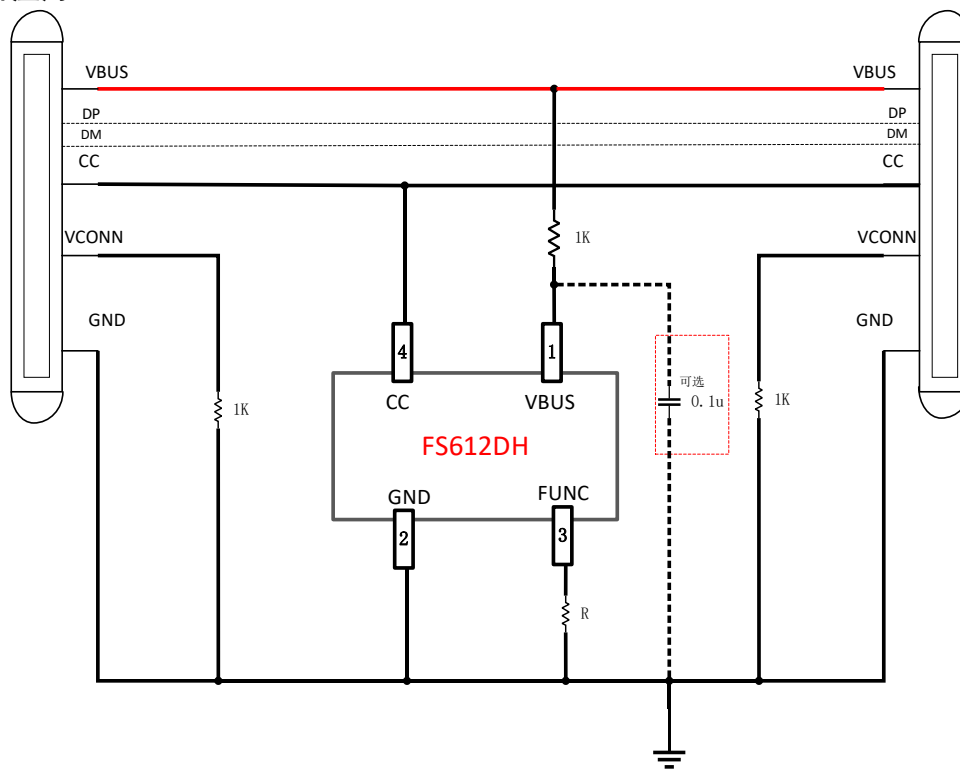 VBUS VBUS
DP DP
DM DM
CC CC
VCONN VCONN
1K
GND GND
4 1
可选
CC VBUS 0.1u
1K 1K
FS612DH
GND FUNC
2 3
R